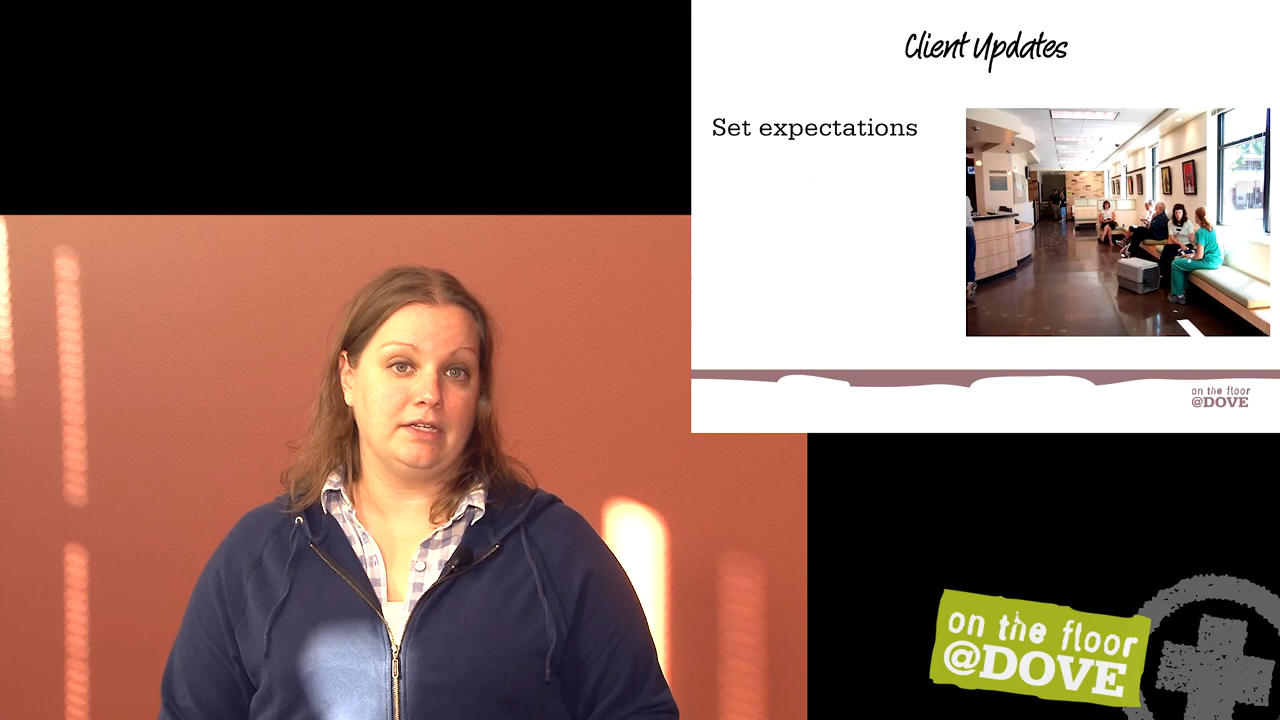 Client Updates
Set expectations
on the floor
@DOVE
on the floor
@DOVE